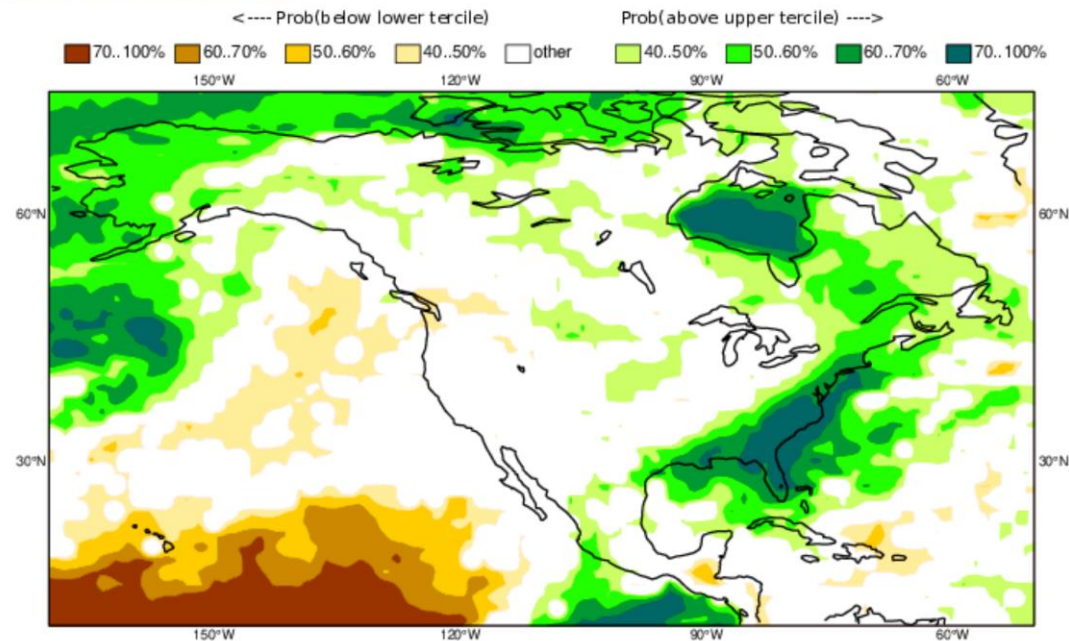 <---- Prob(below lower tercile) Prob(above upper tercile) ---->
70..100% 60..70% 50..60% 40..50% other 40..50% 50..60% 60..70% 70..100%
150°W 120°W 90°W 60°W
60°N 60°N
30°N 30°N
150°W 120°W 90°W 60°W